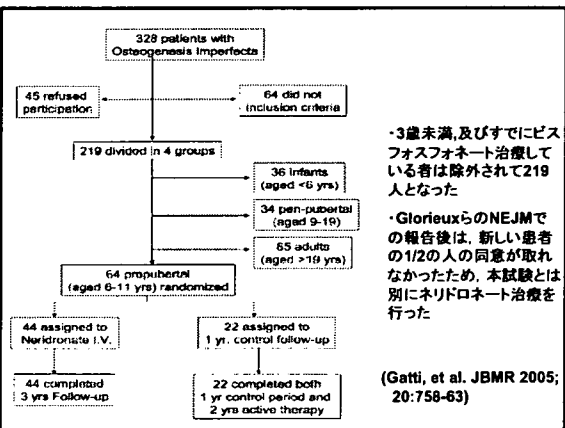 328 patients with
Osteogenesis Imperfecta
45 refused
participation
64 did not
inclusion criteria
219 divided in 4 groups
36 infants
(aged <6 yrs)
34 peri-pubertal
(aged 9-19)
85 adults
(aged >19 yrs)
64 prepubertal
(aged 6-11 yrs) randomized
44 assigned to
Neridronate I.V.
22 assigned to
1 yr. control follow-up
44 completed
3 yrs Follow-up
22 completed both
1 yr control period and
2 yrs active therapy
・3歳未満,及びすでにビス
フォスフォネート治療して
いる者は除外されて219
人となった
・GlorieuxらのNEJMで
の報告後は，新しい患者
の1/2の人の同意が取れ
なかったため，本試験とは
別にネリドロネート治療を
行った
(Gatti, et al. JBMR 2005;
20:758-63)